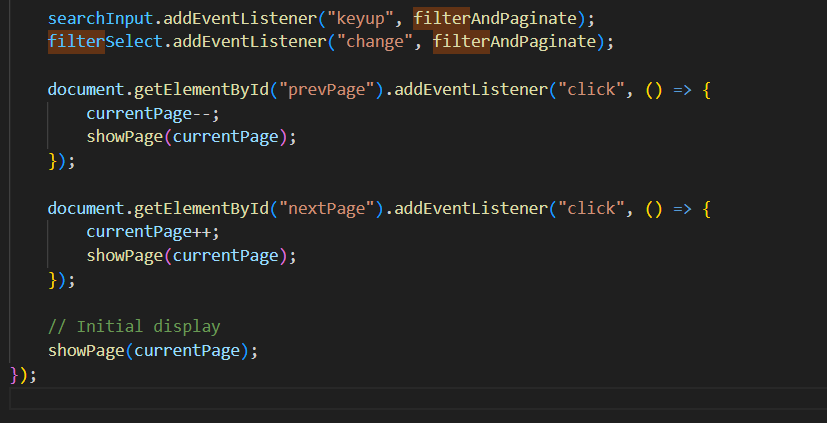 searchInput.addEventListener("keyup", filterAndPaginate);
filterSelect.addEventListener("change", filterAndPaginate);
document.getElementById("prevPage").addEventListener("click", () => {
currentPage--;
showPage(currentPage);
});
document.getElementById("nextPage").addEventListener("click", () => {
currentPage++;
showPage(currentPage);
});
// Initial display
showPage(currentPage);
});